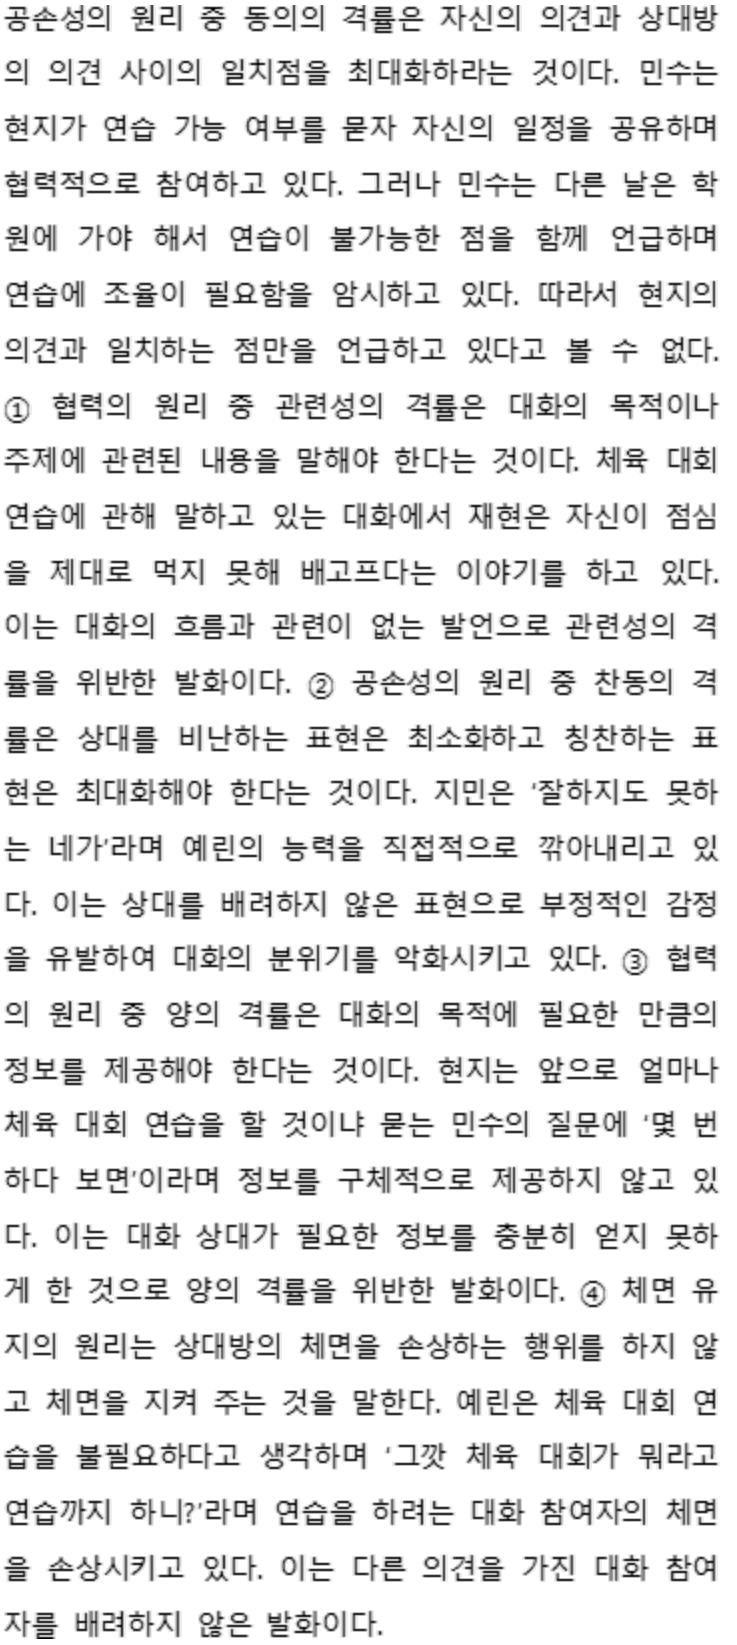 공손성의 원리 중 동의의 격률은 자신의 의견과 상대방
의 의견 사이의 일치점을 최대화하라는 것이다. 민수는
현지가 연습 가능 여부를 묻자 자신의 일정을 공유하며
협력적으로 참여하고 있다. 그러나 민수는 다른 날은 학
원에 가야 해서 연습이 불가능한 점을 함께 언급하며
연습에 조율이 필요함을 암시하고 있다. 따라서 현지의
의견과 일치하는 점만을 언급하고 있다고 볼 수 없다.
① 협력의 원리 중 관련성의 격률은 대화의 목적이나
주제에 관련된 내용을 말해야 한다는 것이다. 체육 대회
연습에 관해 말하고 있는 대화에서 재현은 자신이 점심
을 제대로 먹지 못해 배고프다는 이야기를 하고 있다.
이는 대화의 흐름과 관련이 없는 발언으로 관련성의 격
률을 위반한 발화이다. ② 공손성의 원리 중 찬동의 격
률은 상대를 비난하는 표현은 최소화하고 칭찬하는 표
현은 최대화해야 한다는 것이다. 지민은 ‘잘하지도 못하
는 네가’라며 예린의 능력을 직접적으로 깎아내리고 있
다. 이는 상대를 배려하지 않은 표현으로 부정적인 감정
을 유발하여 대화의 분위기를 악화시키고 있다. ③ 협력
의 원리 중 양의 격률은 대화의 목적에 필요한 만큼의
정보를 제공해야 한다는 것이다. 현지는 앞으로 얼마나
체육 대회 연습을 할 것이냐 묻는 민수의 질문에 ‘몇 번
하다 보면’이라며 정보를 구체적으로 제공하지 않고 있
다. 이는 대화 상대가 필요한 정보를 충분히 얻지 못하
게 한 것으로 양의 격률을 위반한 발화이다. ④ 체면 유
지의 원리는 상대방의 체면을 손상하는 행위를 하지 않
고 체면을 지켜 주는 것을 말한다. 예린은 체육 대회 연
습을 불필요하다고 생각하며 ‘그깟 체육 대회가 뭐라고
연습까지 하니?’라며 연습을 하려는 대화 참여자의 체면
을 손상시키고 있다. 이는 다른 의견을 가진 대화 참여
자를 배려하지 않은 발화이다.